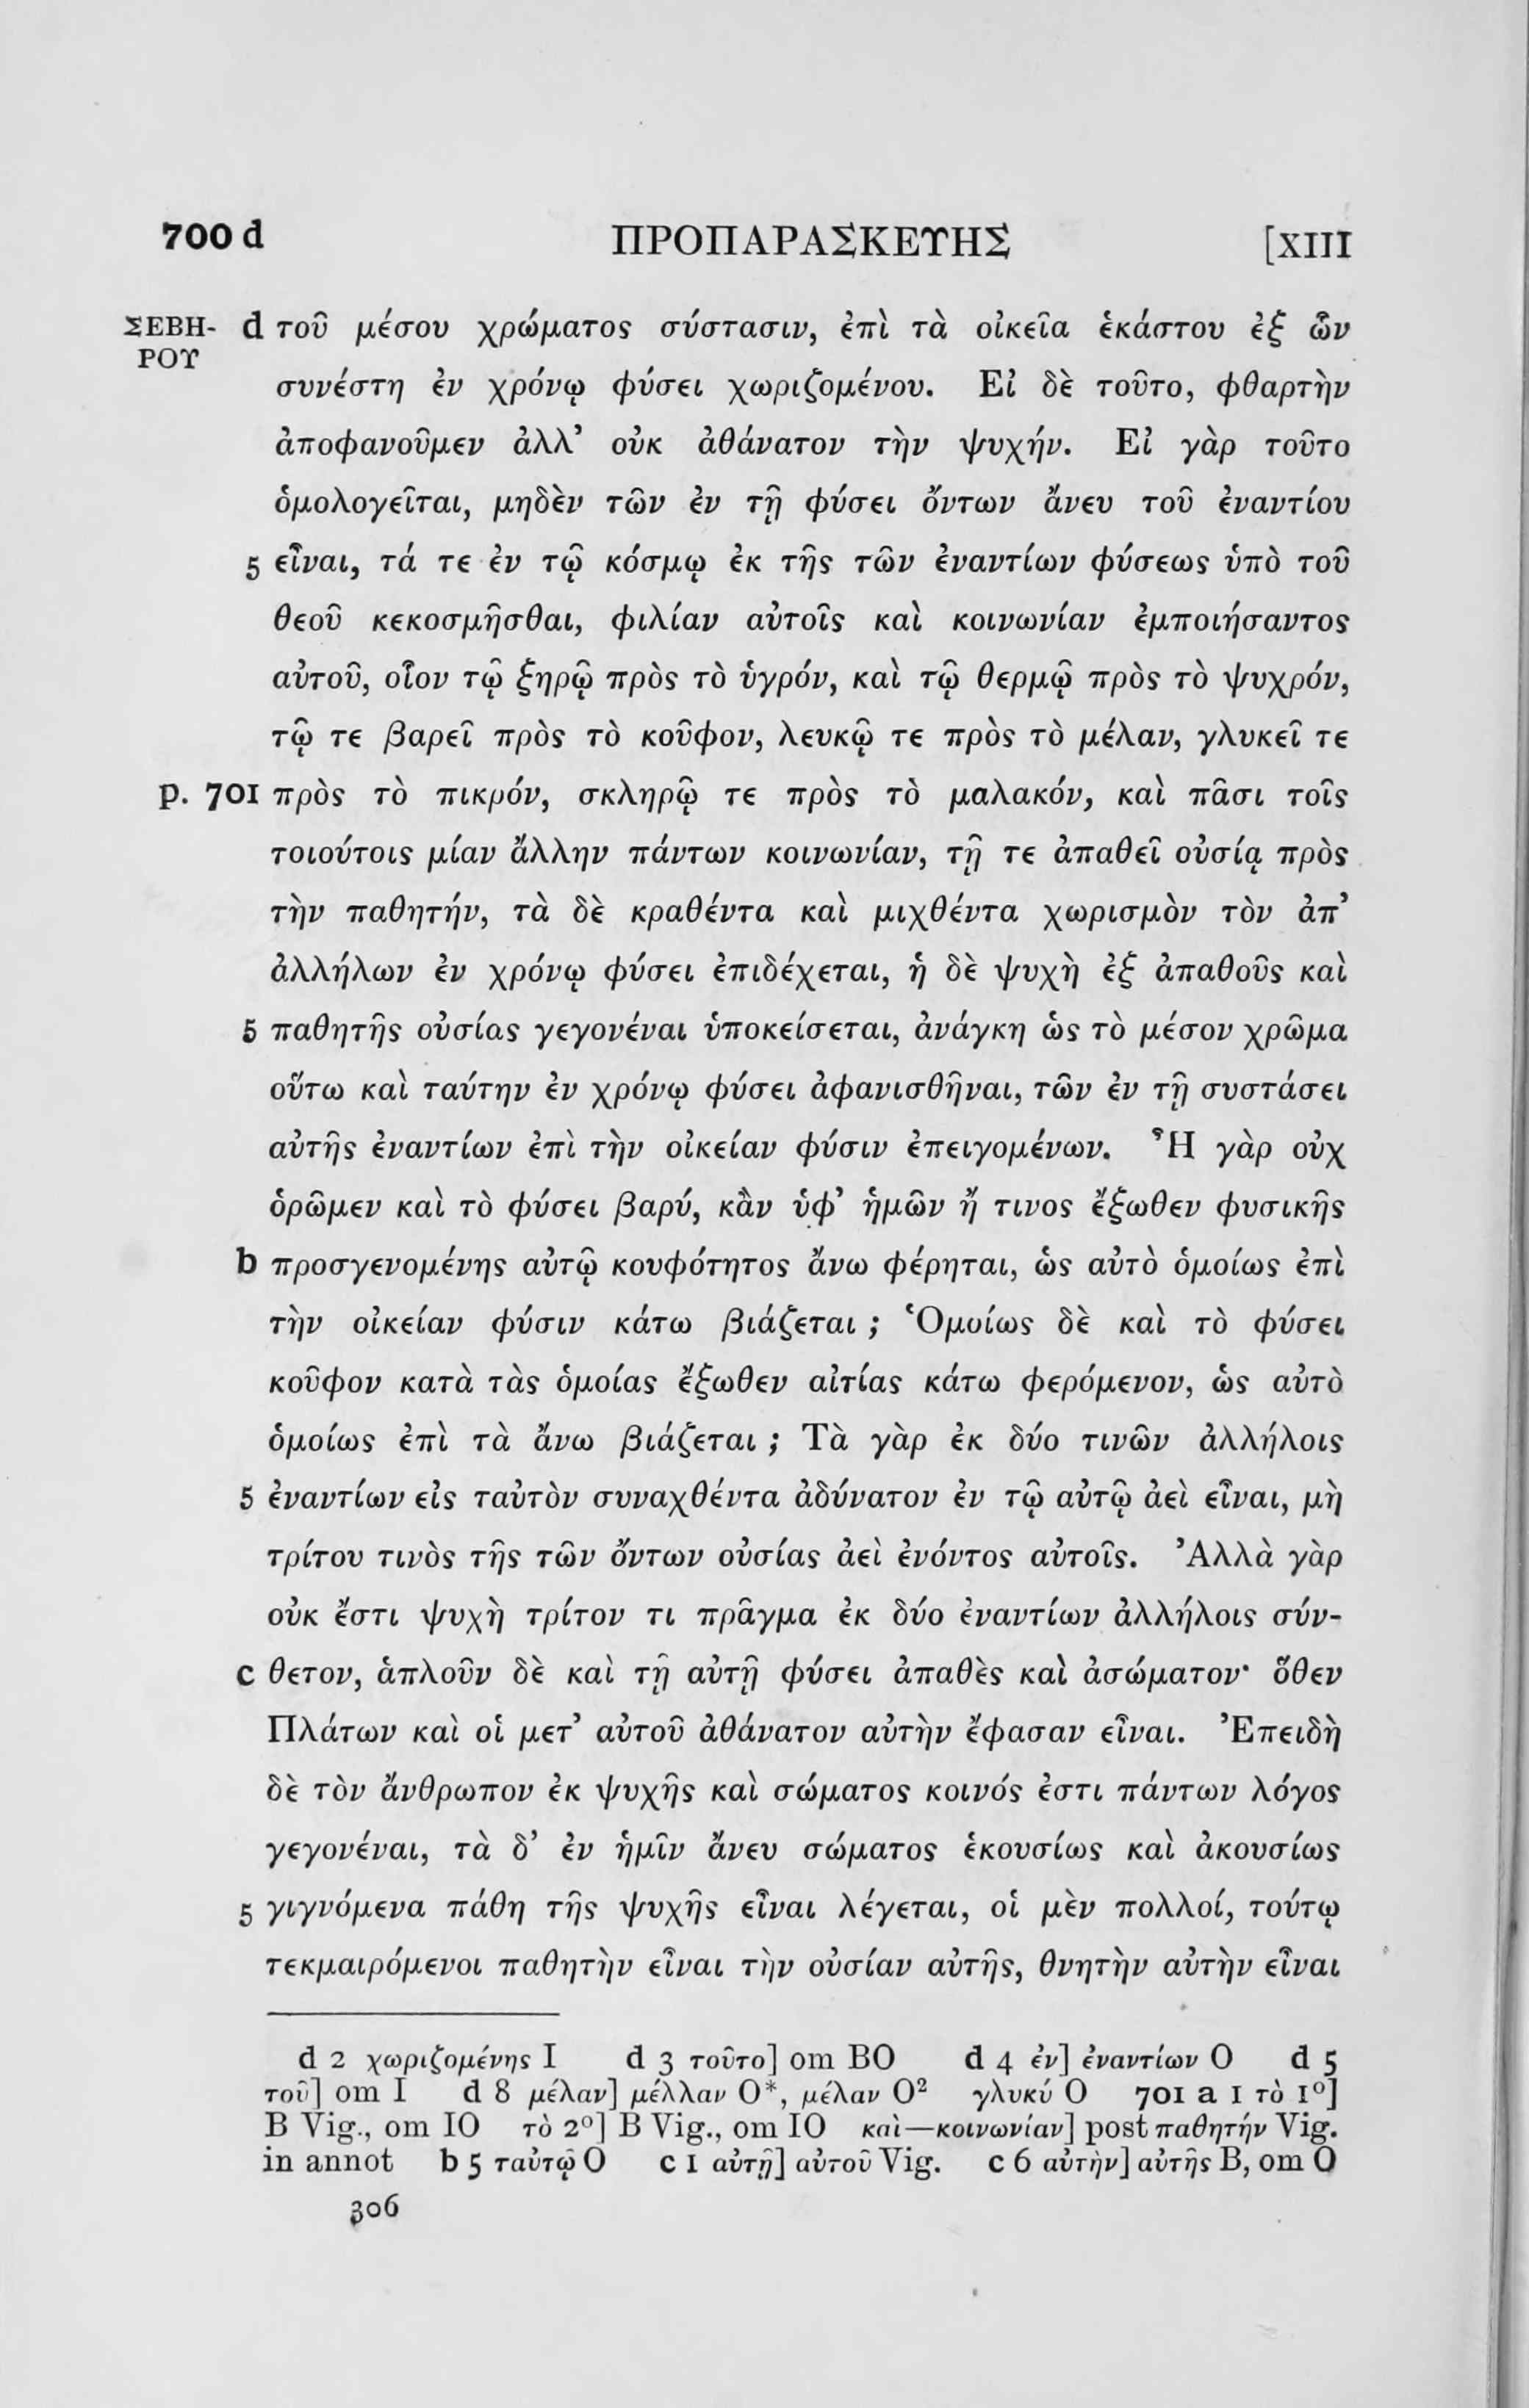 700 d ΠΡΟΠΑΡΑΣΚΕΥΗΣ [XIII
ΣΕΒΗ- d τοῦ μέσου χρώματος σύστασιν, ἐπὶ τὰ οἰκεῖα ἑκάστου ἐξ ὧν
ΡΟΥ
συνέστη ἐν χρόνῳ φύσει χωριζομένου. Εἰ δὲ τοῦτο, φθαρτὴν
ἀποφανοῦμεν ἀλλ’ οὐκ ἀθάνατον τὴν ψυχήν. Εἰ γὰρ τοῦτο
ὁμολογεῖται, μηδὲν τῶν ἐν τῇ φύσει ὄντων ἄνευ τοῦ ἐναντίου
5 εἶναι, τά τε ἐν τῷ κόσμῳ ἐκ τῆς τῶν ἐναντίων φύσεως ὑπὸ τοῦ
θεοῦ κεκοσμῆσθαι, φιλίαν αὐτοῖς καὶ κοινωνίαν ἐμποιήσαντος
αὐτοῦ, οἷον τῷ ξηρῷ πρὸς τὸ ὑγρόν, καὶ τῷ θερμῷ πρὸς τὸ ψυχρόν,
τῷ τε βαρεῖ πρὸς τὸ κοῦφον, λευκῷ τε πρὸς τὸ μέλαν, γλυκεῖ τε
p. 701 πρὸς τὸ πικρόν, σκληρῷ τε πρὸς τὸ μαλακόν, καὶ πᾶσι τοῖς
τοιούτοις μίαν ἄλλην πάντων κοινωνίαν, τῇ τε ἀπαθεῖ οὐσίᾳ πρὸς
τὴν παθητήν, τὰ δὲ κραθέντα καὶ μιχθέντα χωρισμὸν τὸν ἀπ’
ἀλλήλων ἐν χρόνῳ φύσει ἐπιδέχεται, ἡ δὲ ψυχὴ ἐξ ἀπαθοῦς καὶ
5 παθητῆς οὐσίας γεγονέναι ὑποκείσεται, ἀνάγκη ὡς τὸ μέσον χρῶμα
οὕτω καὶ ταύτην ἐν χρόνῳ φύσει ἀφανισθῆναι, τῶν ἐν τῇ συστάσει
αὐτῆς ἐναντίων ἐπὶ τὴν οἰκείαν φύσιν ἐπειγομένων. Ἦ γὰρ οὐχ
ὁρῶμεν καὶ τὸ φύσει βαρύ, κἂν ὑφ’ ἡμῶν ἤ τινος ἔξωθεν φυσικῆς
b προσγενομένης αὐτῷ κουφότητος ἄνω φέρηται, ὡς αὐτὸ ὁμοίως ἐπὶ
τὴν οἰκείαν φύσιν κάτω βιάζεται ; Ὁμοίως δὲ καὶ τὸ φύσει
κοῦφον κατὰ τὰς ὁμοίας ἔξωθεν αἰτίας κάτω φερόμενον, ὡς αὐτὸ
ὁμοίως ἐπὶ τὰ ἄνω βιάζεται ; Τὰ γὰρ ἐκ δύο τινῶν ἀλλήλοις
5 ἐναντίων εἰς ταὐτὸν συναχθέντα ἀδύνατον ἐν τῷ αὐτῷ ἀεὶ εἶναι, μὴ
τρίτου τινὸς τῆς τῶν ὄντων οὐσίας ἀεὶ ἐνόντος αὐτοῖς. Ἀλλὰ γὰρ
οὐκ ἔστι ψυχὴ τρίτον τι πρᾶγμα ἐκ δύο ἐναντίων ἀλλήλοις σύν-
c θετον, ἁπλοῦν δὲ καὶ τῇ αὐτῇ φύσει ἀπαθὲς καὶ ἀσώματον· ὅθεν
Πλάτων καὶ οἱ μετ’ αὐτοῦ ἀθάνατον αὐτὴν ἔφασαν εἶναι. Ἐπειδὴ
δὲ τὸν ἄνθρωπον ἐκ ψυχῆς καὶ σώματος κοινός ἐστι πάντων λόγος
γεγονέναι, τὰ δ’ ἐν ἡμῖν ἄνευ σώματος ἑκουσίως καὶ ἀκουσίως
5 γιγνόμενα πάθη τῆς ψυχῆς εἶναι λέγεται, οἱ μὲν πολλοί, τούτῳ
τεκμαιρόμενοι παθητὴν εἶναι τὴν οὐσίαν αὐτῆς, θνητὴν αὐτὴν εἶναι
d 2 χωριζομένης I d 3 τοῦτο] om BO d 4 ἐν] ἐναντίων O d 5
τοῦ] om I d 8 μέλαν] μέλλαν O*, μέλαν O² γλυκύ O 701 a 1 τὸ 1⁰]
B Vig., om IO τὸ 2⁰] B Vig., om IO καὶ—κοινωνίαν] post παθητήν Vig.
in annot b 5 ταὐτῷ O c 1 αὐτῇ] αὐτοῦ Vig. c 6 αὐτὴν] αὐτῆς B, om O
306